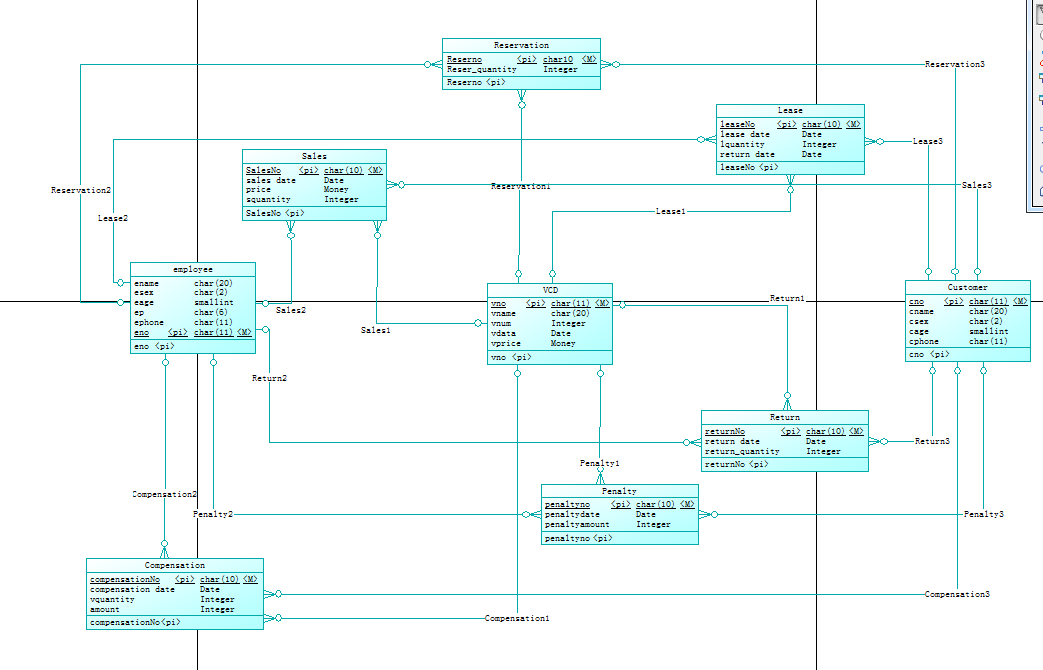 Reservation
Reserno <pi> char10 <M>
Reser_quantity Integer
Reserno <pi>
Reservation3
Lease
leaseNo <pi> char(10) <M>
lease date Date
lquantity Integer
return date Date
leaseNo <pi>
Lease3
Sales
SalesNo <pi> char(10) <M>
sales date Date
price Money
squantity Integer
SalesNo <pi>
Reservation2
Reservation1
Sales3
Lease2
Lease1
employee
ename char(20)
esex char(2)
eage smallint
ep char(6)
ephone char(11)
eno <pi> char(11) <M>
eno <pi>
Sales2
Sales1
VCD
vno <pi> char(11) <M>
vname char(20)
vnum Integer
vdata Date
vprice Money
vno <pi>
Return1
Customer
cno <pi> char(11) <M>
cname char(20)
csex char(2)
cage smallint
cphone char(11)
cno <pi>
Return2
Return
returnNo <pi> char(10) <M>
return date Date
return_quantity Integer
returnNo <pi>
Return3
Penalty1
Compensation2
Penalty2
Penalty
penaltyno <pi> char(10) <M>
penaltydate Date
penaltyamount Integer
penaltyno <pi>
Penalty3
Compensation
compensationNo <pi> char(10) <M>
compensation date Date
vquantity Integer
amount Integer
compensationNo <pi>
Compensation3
Compensation1